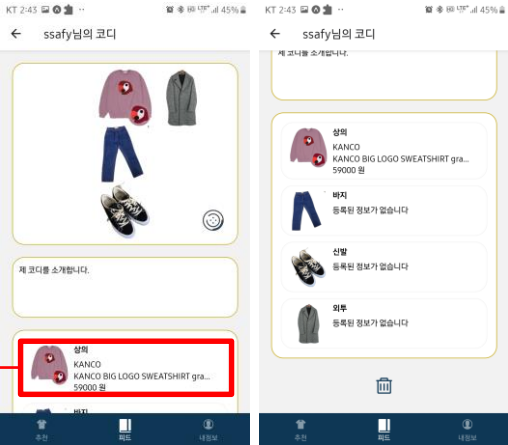 KT 2:43
45%
← ssafy님의 코디
제 코디를 소개합니다.
상의
KANCO
KANCO BIG LOGO SWEATSHIRT gra...
59000 원
바지
추천
피드
내정보
KT 2:43
45%
← ssafy님의 코디
제 코디를 소개합니다.
상의
KANCO
KANCO BIG LOGO SWEATSHIRT gra...
59000 원
바지
등록된 정보가 없습니다
신발
등록된 정보가 없습니다
외투
등록된 정보가 없습니다
추천
피드
내정보